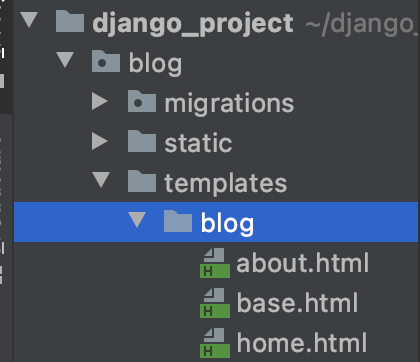 django_project ~/django_
blog
migrations
static
templates
blog
about.html
base.html
home.html